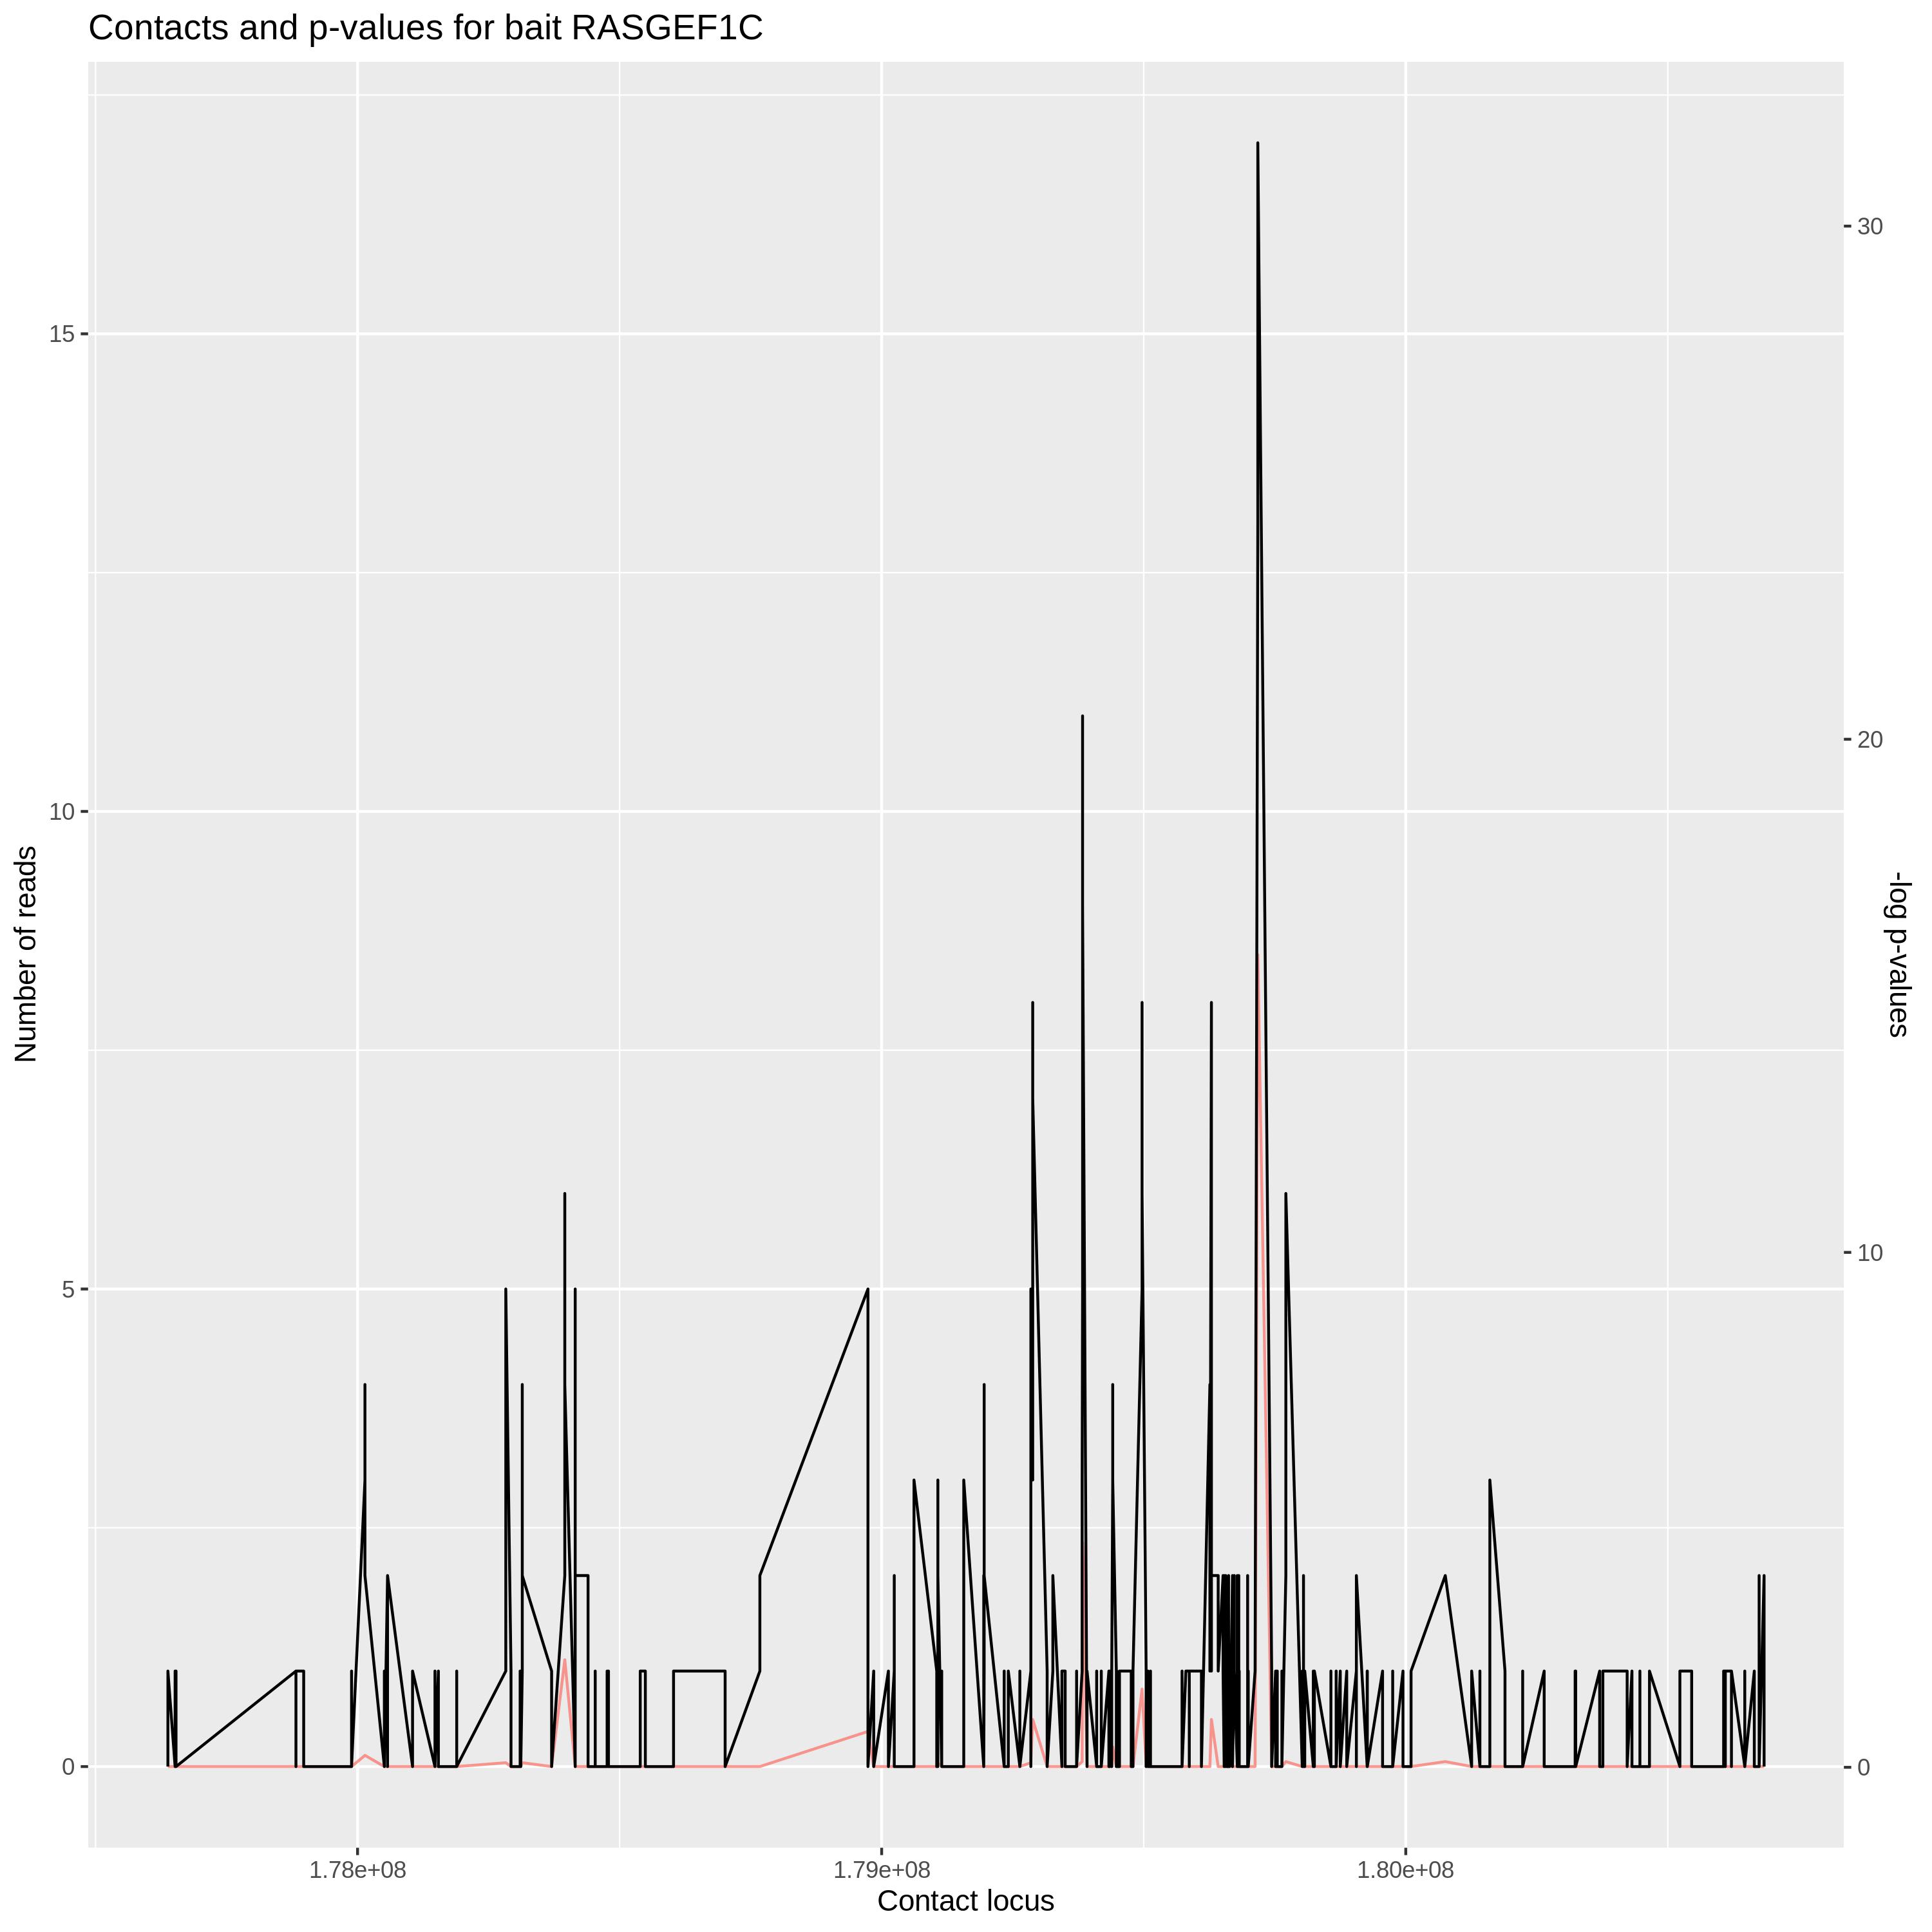 Contacts and p-values for bait RASGEF1C
Number of reads
15
10
5
0
30
20
10
0
-log p-values
1.78e+08
1.79e+08
1.80e+08
Contact locus